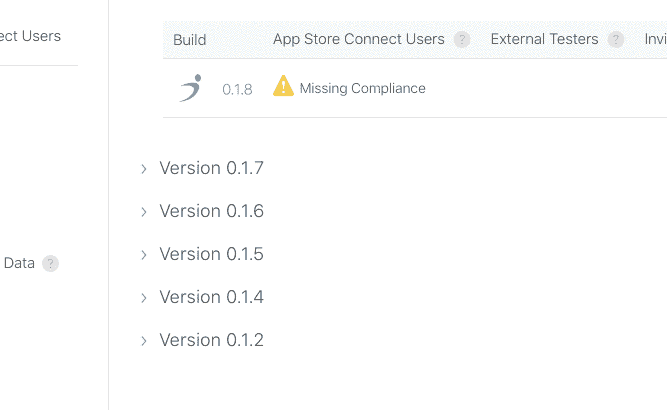 ect Users
Build App Store Connect Users ? External Testers ? Invi
0.1.8 Missing Compliance
Version 0.1.7
Version 0.1.6
Version 0.1.5
Data ?
Version 0.1.4
Version 0.1.2